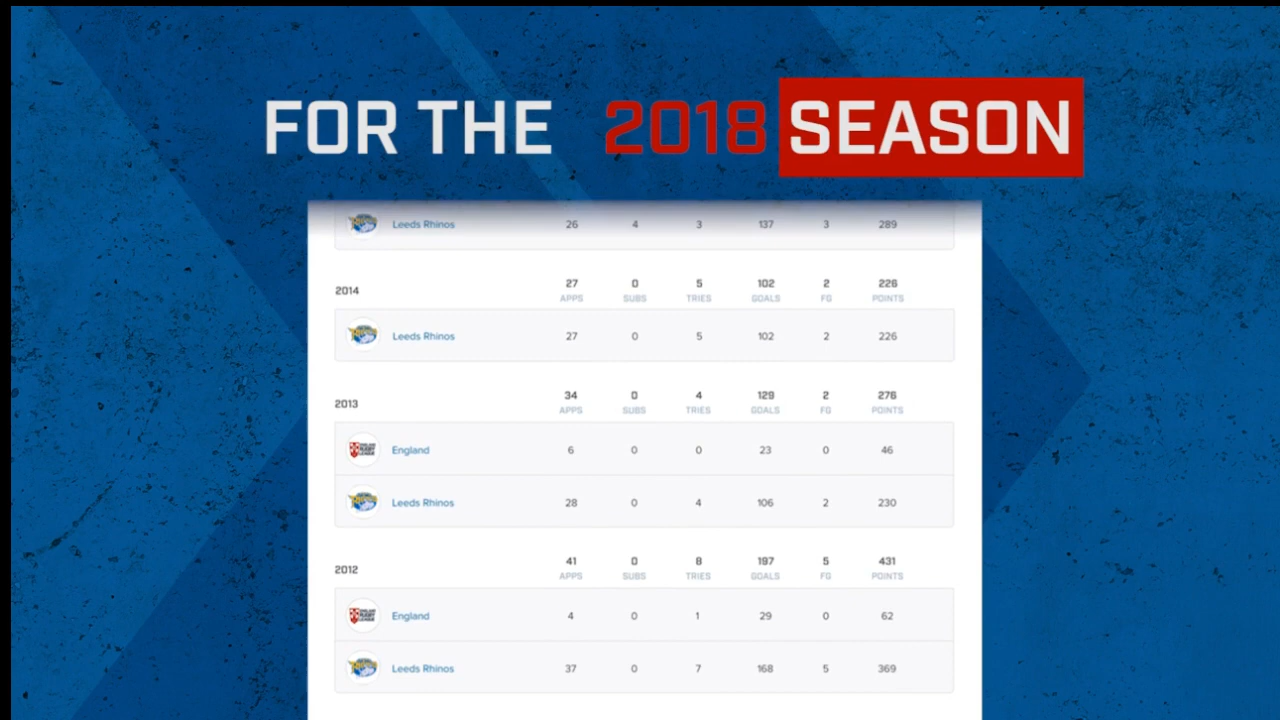 FOR THE 2018 SEASON
Leeds Rhinos 26 4 3 137 3 289
2014 27 0 5 102 2 226
APPS SUBS TRIES GOALS FG POINTS
Leeds Rhinos 27 0 5 102 2 226
2013 34 0 4 129 2 276
APPS SUBS TRIES GOALS FG POINTS
England 6 0 0 23 0 46
Leeds Rhinos 28 0 4 106 2 230
2012 41 0 8 197 5 431
APPS SUBS TRIES GOALS FG POINTS
England 4 0 1 29 0 62
Leeds Rhinos 37 0 7 168 5 369